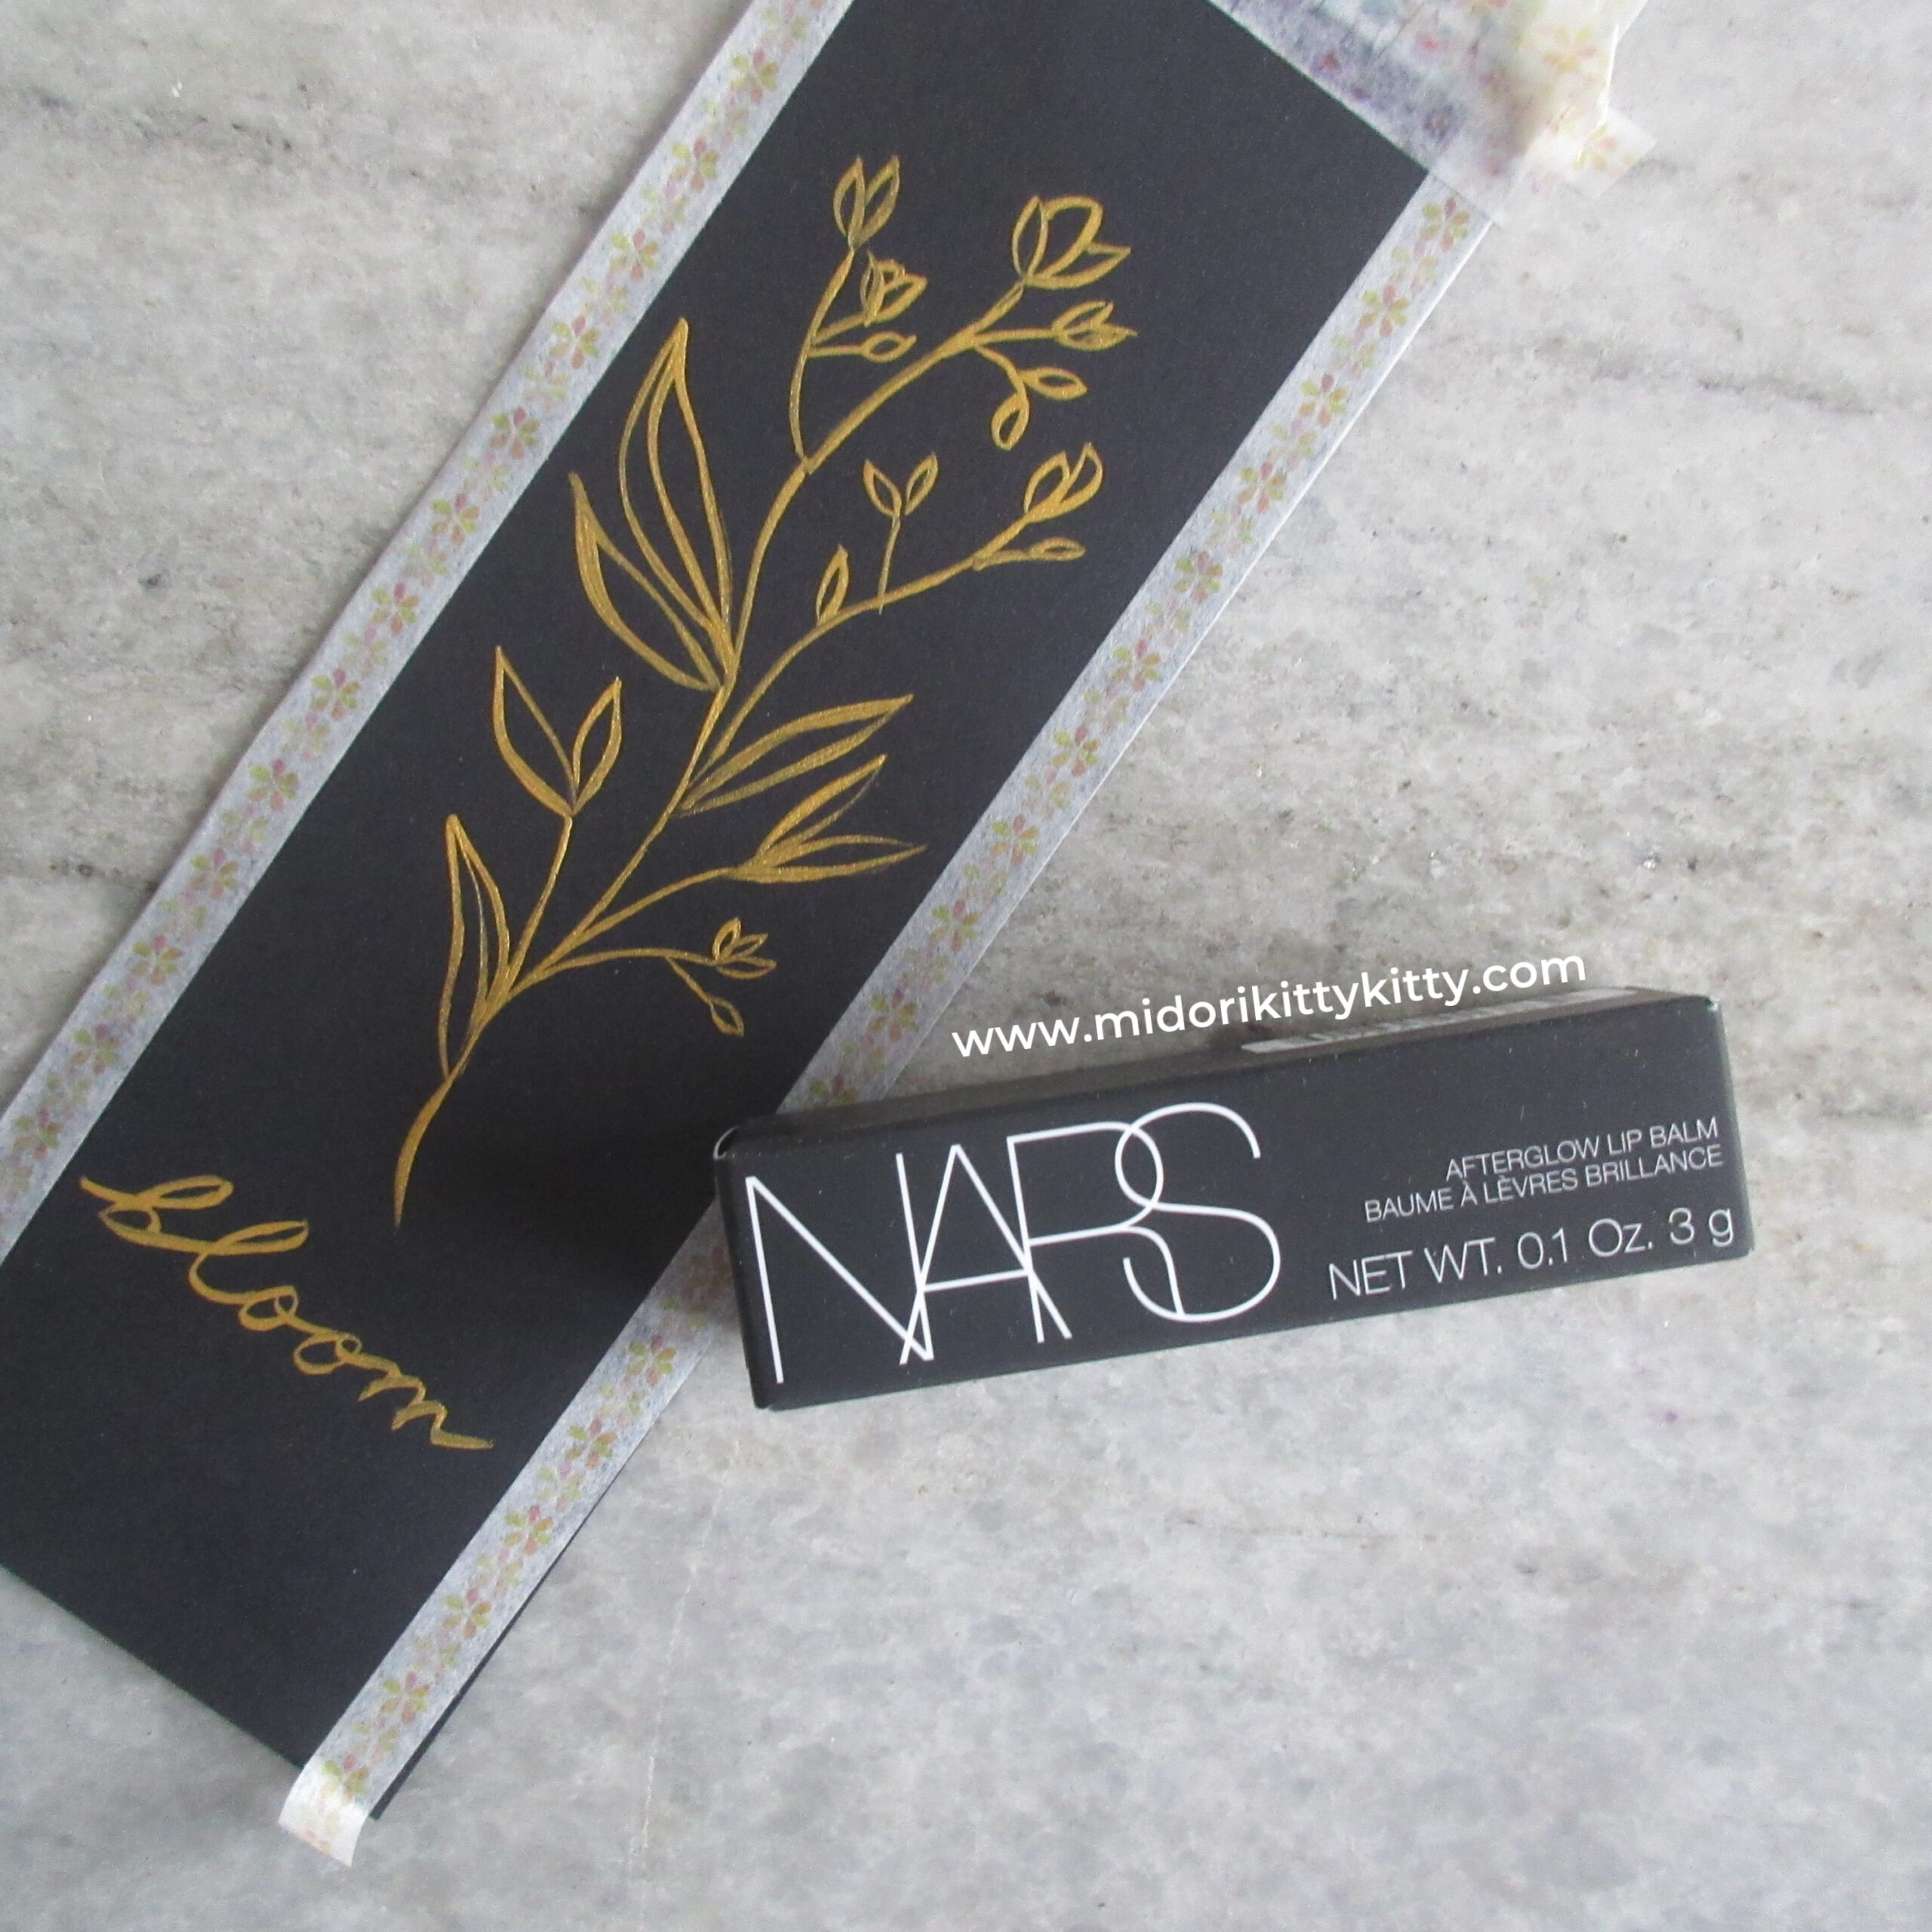 bloom
www.midorikittykitty.com
NARS
AFTERGLOW LIP BALM
BAUME À LÈVRES BRILLANCE
NET WT. 0.1 Oz. 3 g